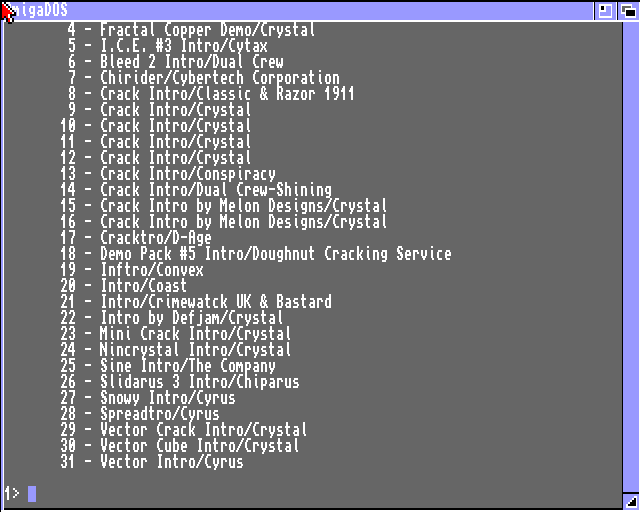 AmigaDOS
4 - Fractal Copper Demo/Crystal
5 - I.C.E. #3 Intro/Cytax
6 - Bleed 2 Intro/Dual Crew
7 - Chirider/Cybertech Corporation
8 - Crack Intro/Classic & Razor 1911
9 - Crack Intro/Crystal
10 - Crack Intro/Crystal
11 - Crack Intro/Crystal
12 - Crack Intro/Crystal
13 - Crack Intro/Conspiracy
14 - Crack Intro/Dual Crew-Shining
15 - Crack Intro by Melon Designs/Crystal
16 - Crack Intro by Melon Designs/Crystal
17 - Cracktro/D-Age
18 - Demo Pack #5 Intro/Doughnut Cracking Service
19 - Inftro/Convex
20 - Intro/Coast
21 - Intro/Crimewatck UK & Bastard
22 - Intro by Defjam/Crystal
23 - Mini Crack Intro/Crystal
24 - Nincrystal Intro/Crystal
25 - Sine Intro/The Company
26 - Slidarus 3 Intro/Chiparus
27 - Snowy Intro/Cyrus
28 - Spreadtro/Cyrus
29 - Vector Crack Intro/Crystal
30 - Vector Cube Intro/Crystal
31 - Vector Intro/Cyrus
1>